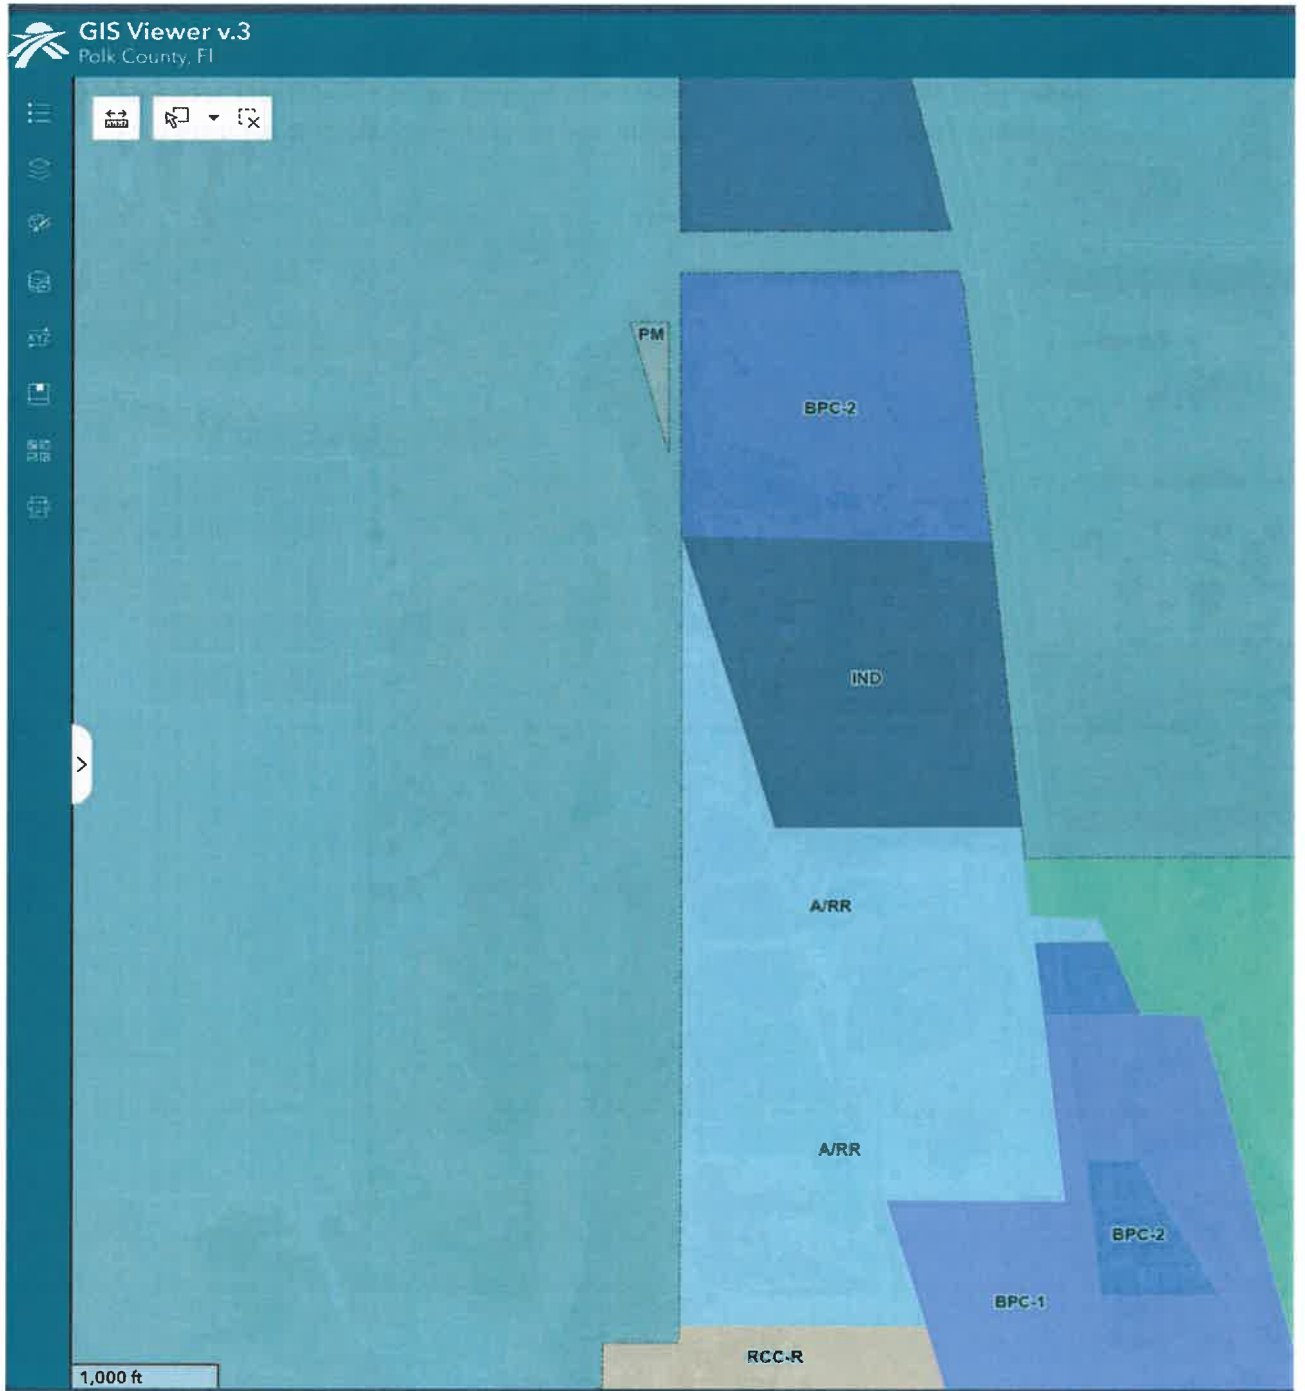 GIS Viewer v.3
Polk County, Fl
XYZ
PM
BPC-2
IND
A/RR
A/RR
BPC-2
BPC-1
RCC-R
1,000 ft